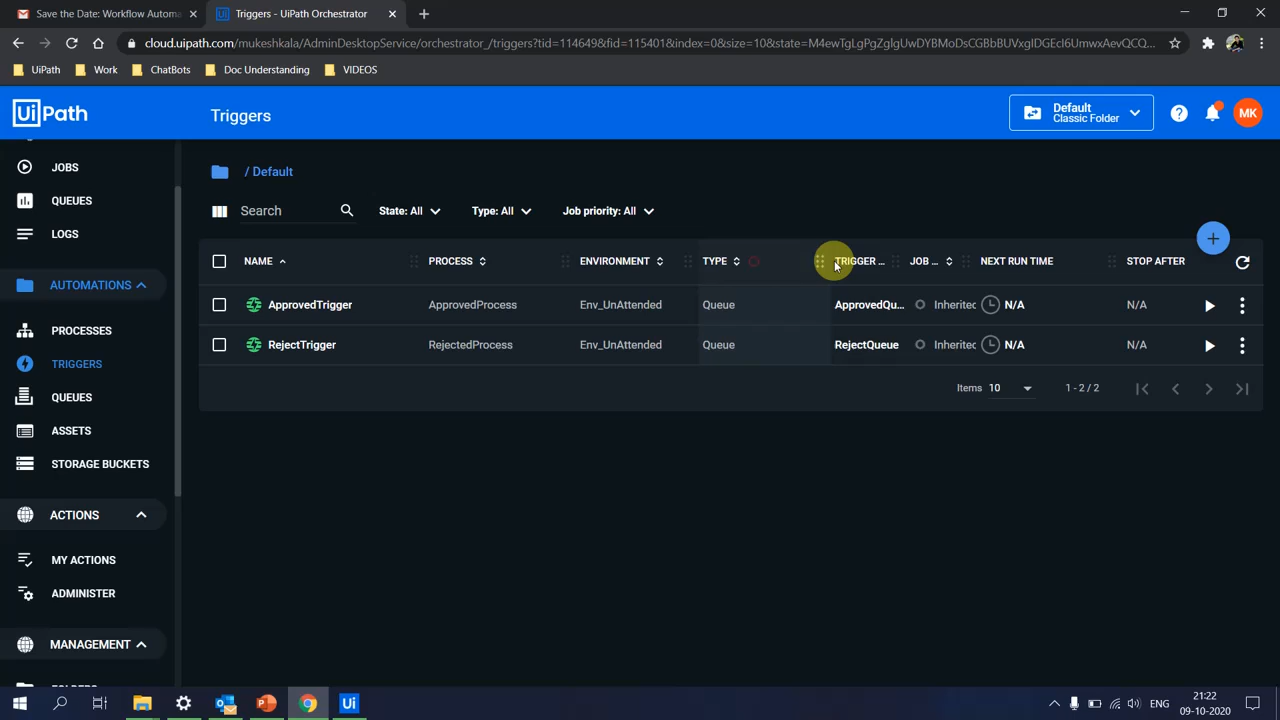 Save the Date: Workflow Automa
Triggers - UiPath Orchestrator
cloud.uipath.com/mukeshkala/AdminDesktopService/orchestrator_/triggers?tid=114649&fid=115401&index=0&size=10&state=
UiPath
Work
ChatBots
Doc Understanding
VIDEOS
UiPath
Triggers
Default
Classic Folder
MK
JOBS
QUEUES
LOGS
AUTOMATIONS
PROCESSES
TRIGGERS
QUEUES
ASSETS
STORAGE BUCKETS
ACTIONS
MY ACTIONS
ADMINISTER
MANAGEMENT
/ Default
Search
State: All
Type: All
Job priority: All
NAME PROCESS ENVIRONMENT TYPE TRIGGER ... JOB ... NEXT RUN TIME STOP AFTER
ApprovedTrigger ApprovedProcess Env_UnAttended Queue ApprovedQu... Inherited N/A N/A
RejectTrigger RejectedProcess Env_UnAttended Queue RejectQueue Inherited N/A N/A
Items 10 1 - 2 / 2
ENG
21:22
09-10-2020